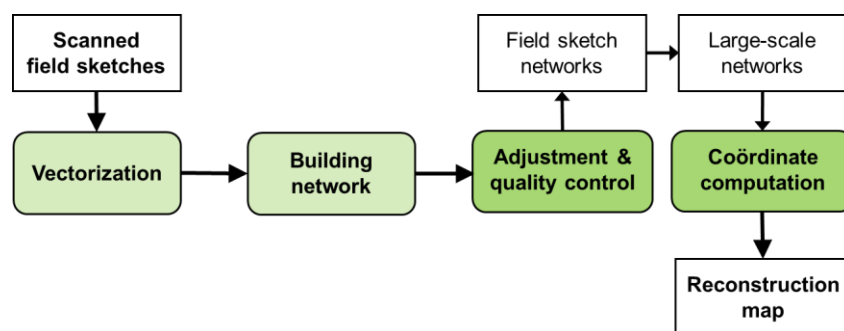 Scanned
field sketches
Field sketch
networks
Large-scale
networks
Vectorization
Building
network
Adjustment &
quality control
Coördinate
computation
Reconstruction
map